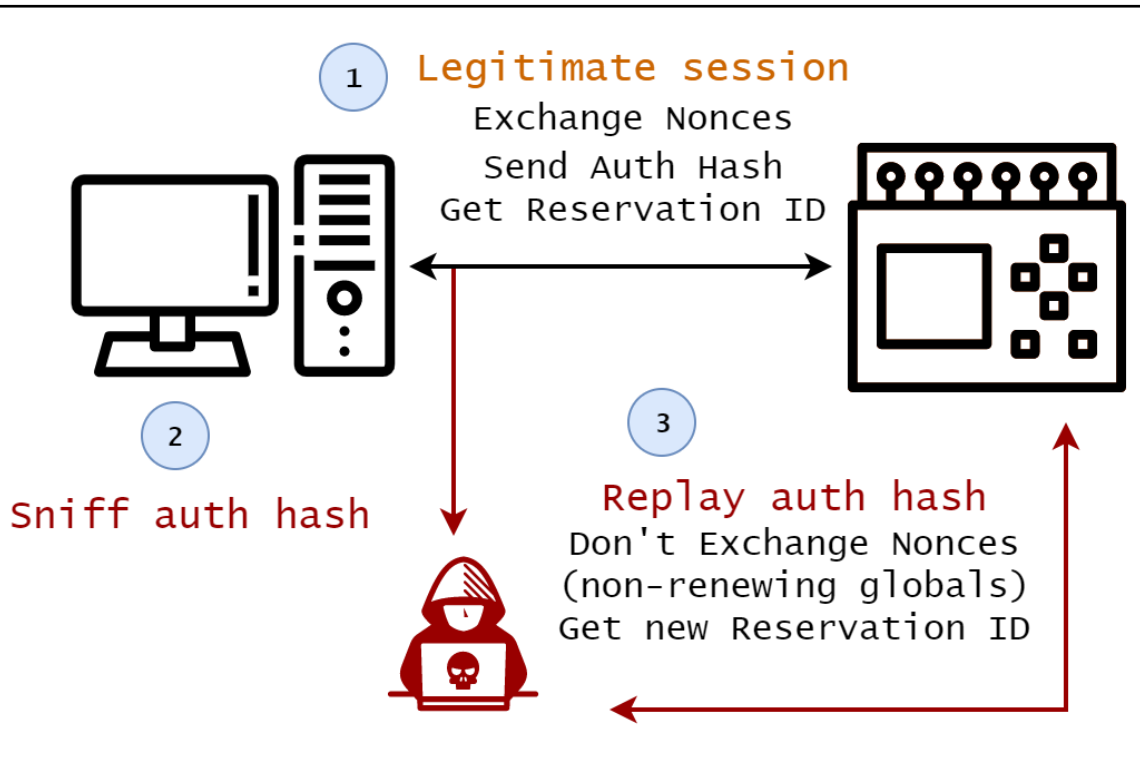 1
Legitimate session
Exchange Nonces
Send Auth Hash
Get Reservation ID
2
Sniff auth hash
3
Replay auth hash
Don't Exchange Nonces
(non-renewing globals)
Get new Reservation ID